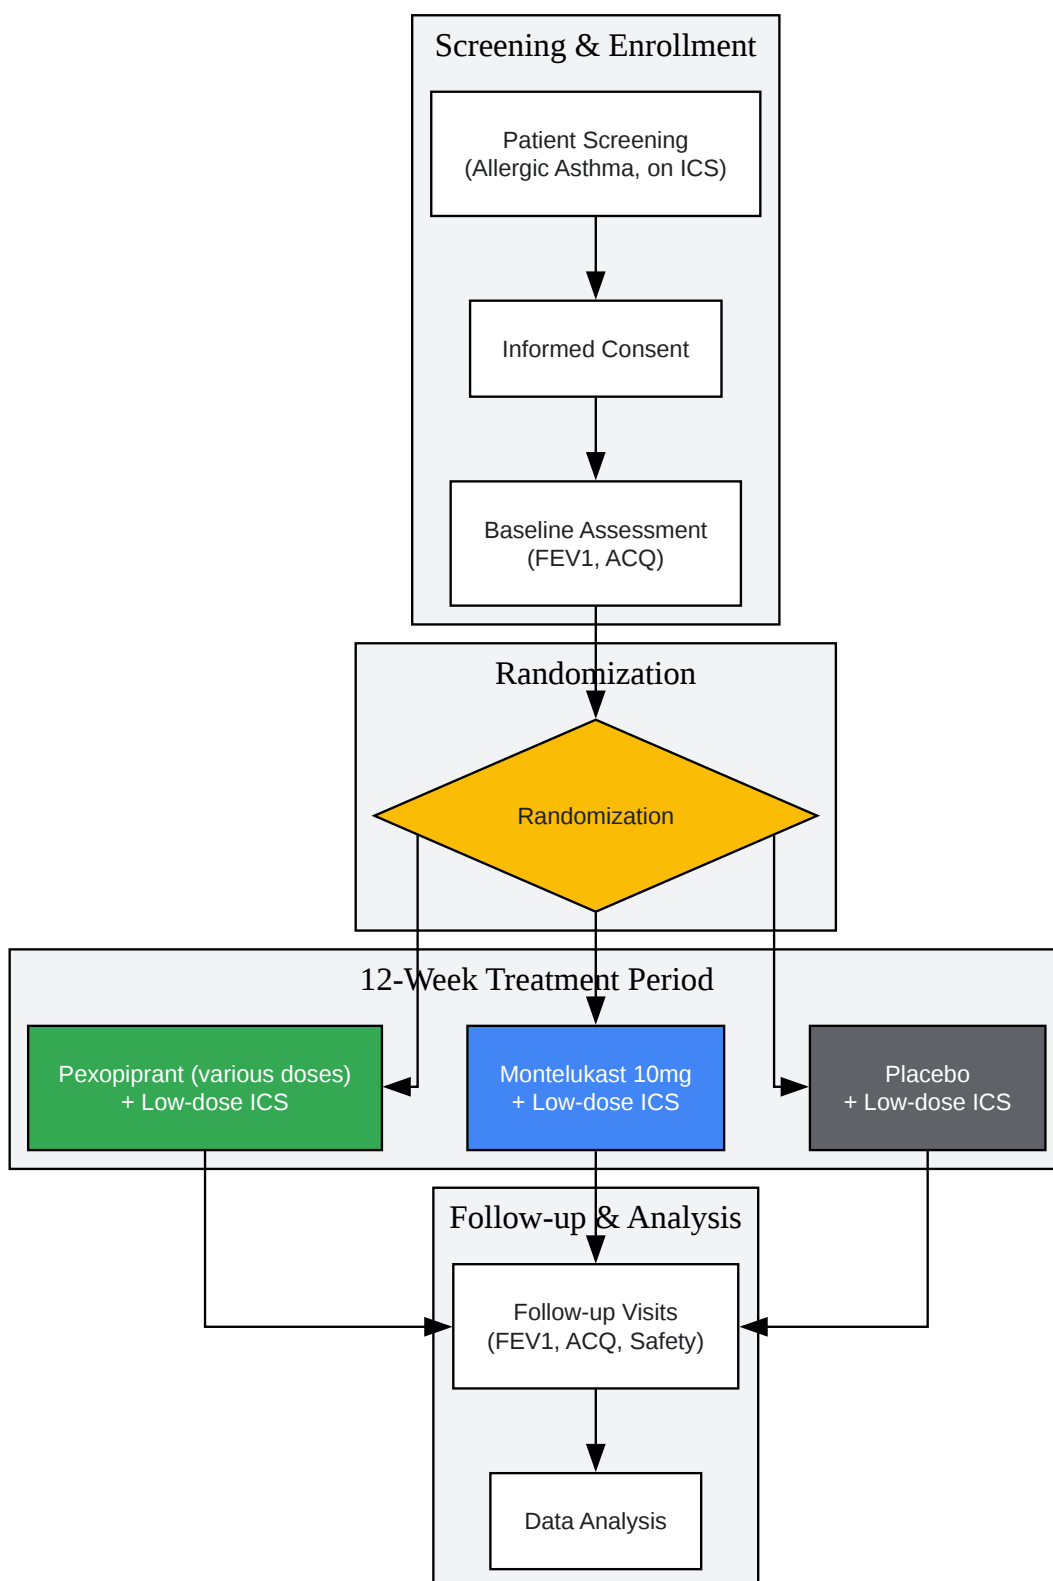 Screening & Enrollment
Patient Screening
(Allergic Asthma, on ICS)
Informed Consent
Baseline Assessment
(FEV1, ACQ)
Randomization
Randomization
12-Week Treatment Period
Pexopiprant (various doses)
+ Low-dose ICS
Montelukast 10mg
+ Low-dose ICS
Placebo
+ Low-dose ICS
Follow-up & Analysis
Follow-up Visits
(FEV1, ACQ, Safety)
Data Analysis